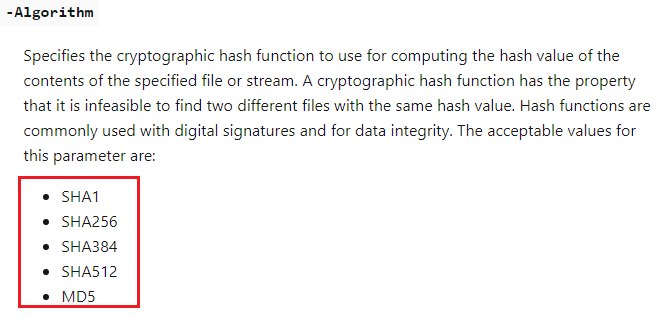 -Algorithm
Specifies the cryptographic hash function to use for computing the hash value of the
contents of the specified file or stream. A cryptographic hash function has the property
that it is infeasible to find two different files with the same hash value. Hash functions are
commonly used with digital signatures and for data integrity. The acceptable values for
this parameter are:
• SHA1
• SHA256
• SHA384
• SHA512
• MD5